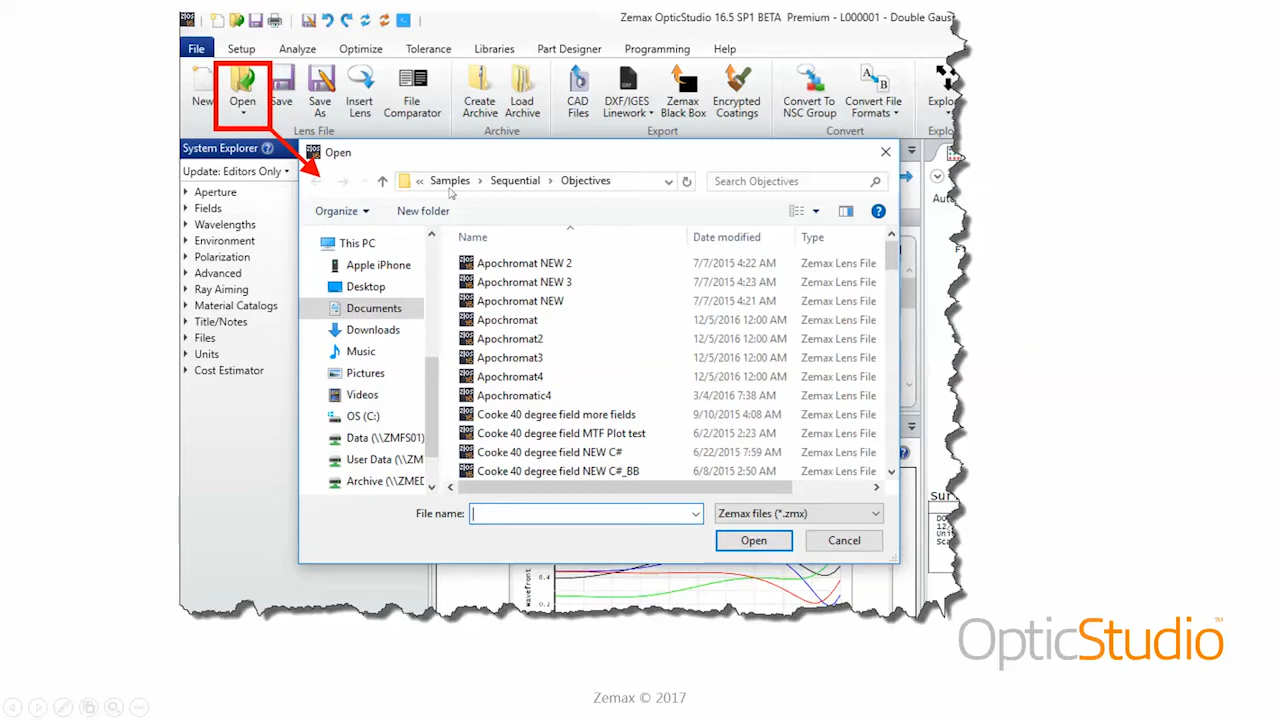 Zemax OpticStudio 16.5 SP1 BETA Premium - L000001 - Double Gaus
File Setup Analyze Optimize Tolerance Libraries Part Designer Programming Help
New Open Save Save As Insert Lens File Comparator Create Archive Load Archive CAD Files DXF/IGES Linework Zemax Black Box Encrypted Coatings Convert To NSC Group Convert File Formats Explo
Lens File Archive Export Convert Explo
System Explorer ?
Update: Editors Only
Aperture
Fields
Wavelengths
Environment
Polarization
Advanced
Ray Aiming
Material Catalogs
Title/Notes
Files
Units
Cost Estimator
Open
« Samples › Sequential › Objectives
Search Objectives
Organize New folder
This PC
Apple iPhone
Desktop
Documents
Downloads
Music
Pictures
Videos
OS (C:)
Data (\\ZMFS01)
User Data (\\ZM
Archive (\\ZMED
Name Date modified Type
Apochromat NEW 2 7/7/2015 4:22 AM Zemax Lens File
Apochromat NEW 3 7/7/2015 4:23 AM Zemax Lens File
Apochromat NEW 7/7/2015 4:21 AM Zemax Lens File
Apochromat 12/5/2016 12:00 AM Zemax Lens File
Apochromat2 12/5/2016 12:00 AM Zemax Lens File
Apochromat3 12/5/2016 12:00 AM Zemax Lens File
Apochromat4 12/5/2016 12:00 AM Zemax Lens File
Apochromatic4 3/4/2016 7:38 AM Zemax Lens File
Cooke 40 degree field more fields 9/10/2015 4:08 AM Zemax Lens File
Cooke 40 degree field MTF Plot test 6/2/2015 2:23 AM Zemax Lens File
Cooke 40 degree field NEW C# 6/22/2015 7:59 AM Zemax Lens File
Cooke 40 degree field NEW C#_BB 6/8/2015 2:50 AM Zemax Lens File
File name: Zemax files (*.zmx)
Open Cancel
Auto
Sur
Wavefront
0.4
0.2
OpticStudio™
Zemax © 2017